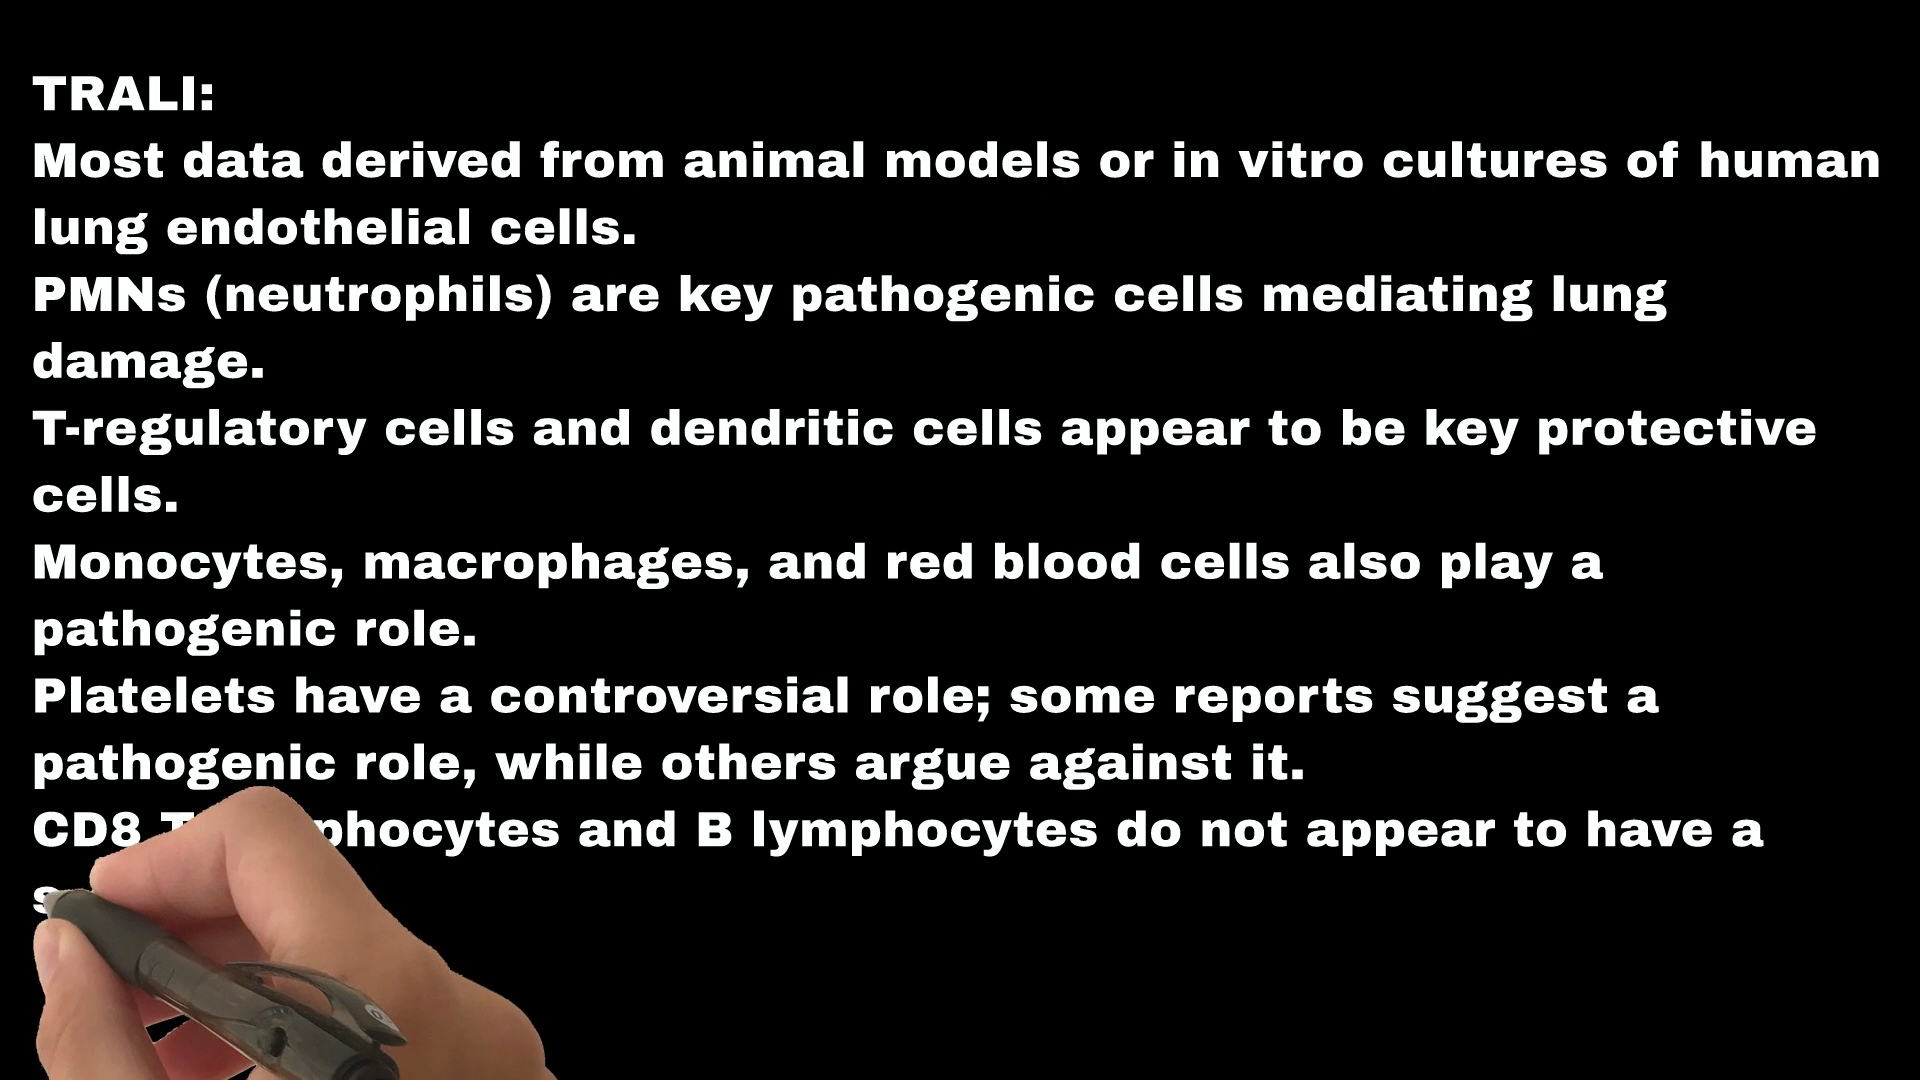 TRALI:
Most data derived from animal models or in vitro cultures of human
lung endothelial cells.
PMNs (neutrophils) are key pathogenic cells mediating lung
damage.
T-regulatory cells and dendritic cells appear to be key protective
cells.
Monocytes, macrophages, and red blood cells also play a
pathogenic role.
Platelets have a controversial role; some reports suggest a
pathogenic role, while others argue against it.
CD8 and B lymphocytes do not appear to have a